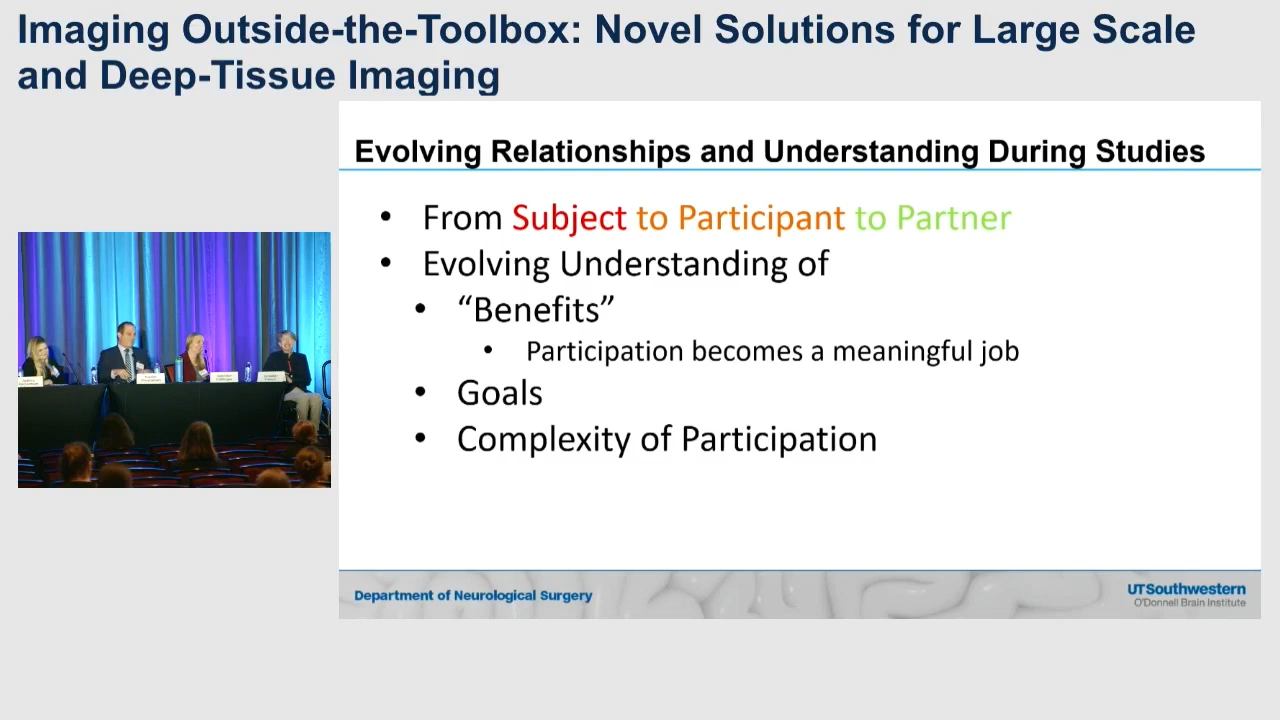 Imaging Outside-the-Toolbox: Novel Solutions for Large Scale
and Deep-Tissue Imaging
Evolving Relationships and Understanding During Studies
• From Subject to Participant to Partner
• Evolving Understanding of
• “Benefits”
• Participation becomes a meaningful job
• Goals
• Complexity of Participation
Department of Neurological Surgery
UTSouthwestern
O'Donnell Brain Institute